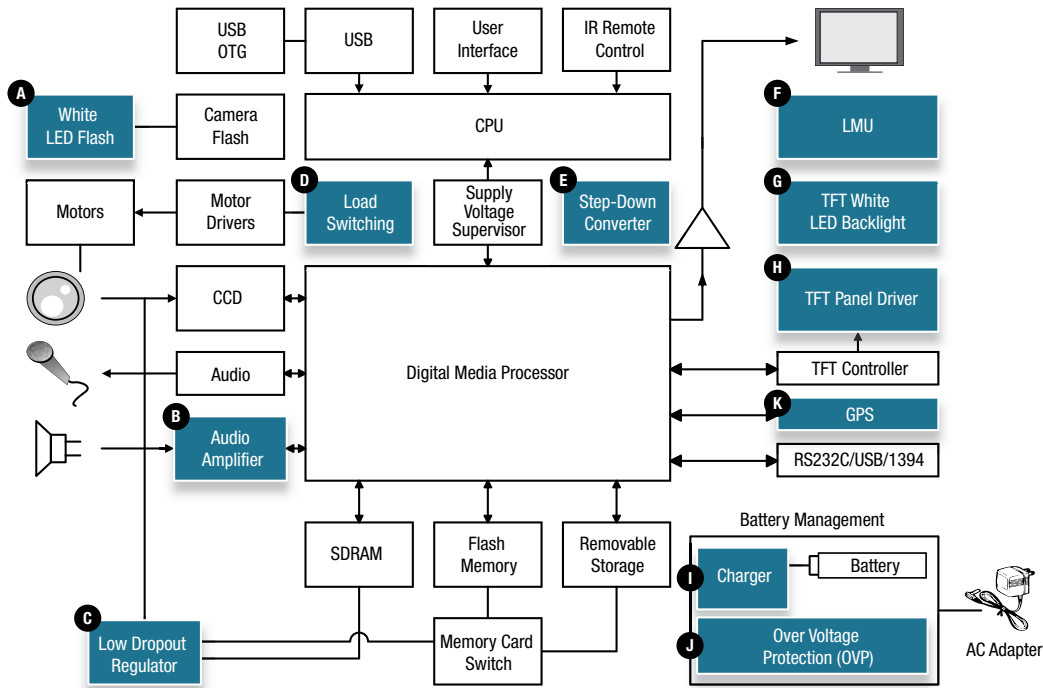 USB
OTG
USB
User
Interface
IR Remote
Control
A
White
LED Flash
Camera
Flash
CPU
F
LMU
Motors
Motor
Drivers
D
Load
Switching
Supply
Voltage
Supervisor
E
Step-Down
Converter
G
TFT White
LED Backlight
CCD
H
TFT Panel Driver
Audio
Digital Media Processor
TFT Controller
B
Audio
Amplifier
K
GPS
RS232C/USB/1394
SDRAM
Flash
Memory
Removable
Storage
Battery Management
I
Charger
Battery
C
Low Dropout
Regulator
Memory Card
Switch
J
Over Voltage
Protection (OVP)
AC Adapter